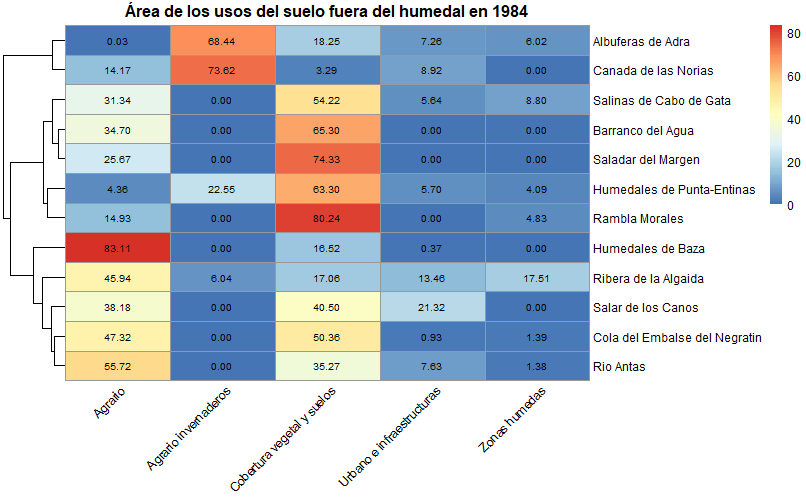 Área de los usos del suelo fuera del humedal en 1984
0.03 68.44 18.25 7.26 6.02 Albuferas de Adra
14.17 73.62 3.29 8.92 0.00 Canada de las Norias
31.34 0.00 54.22 5.64 8.80 Salinas de Cabo de Gata
34.70 0.00 65.30 0.00 0.00 Barranco del Agua
25.67 0.00 74.33 0.00 0.00 Saladar del Margen
4.36 22.55 63.30 5.70 4.09 Humedales de Punta-Entinas
14.93 0.00 80.24 0.00 4.83 Rambla Morales
83.11 0.00 16.52 0.37 0.00 Humedales de Baza
45.94 6.04 17.06 13.46 17.51 Ribera de la Algaida
38.18 0.00 40.50 21.32 0.00 Salar de los Canos
47.32 0.00 50.36 0.93 1.39 Cola del Embalse del Negratin
55.72 0.00 35.27 7.63 1.38 Rio Antas
Agrario
Agrario invernaderos
Cobertura vegetal y suelos
Urbano e infraestructuras
Zonas humedas
80
60
40
20
0